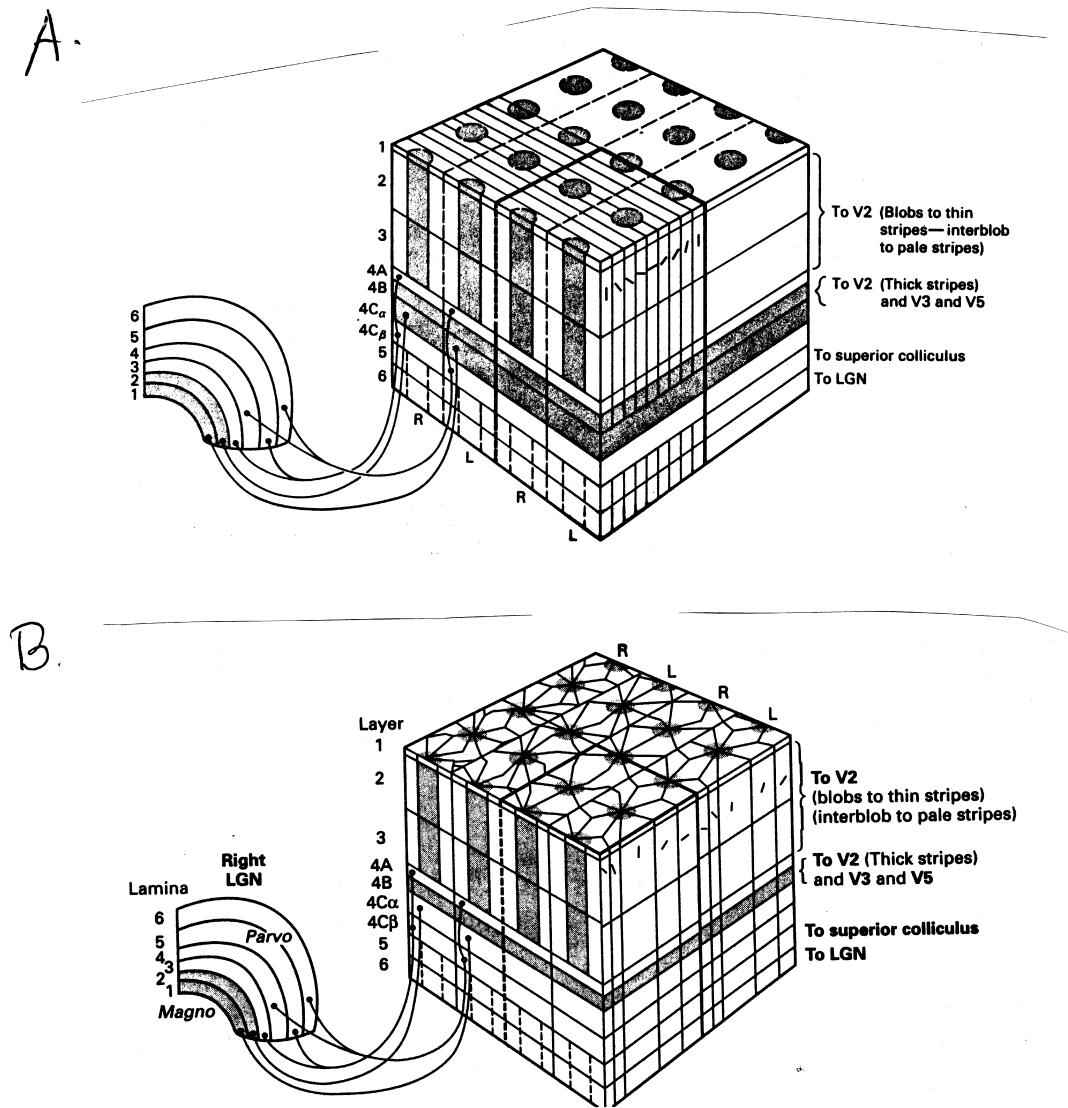 A.
1
2
3
4A
4B
4Cα
4Cβ
5
6
To V2 (Blobs to thin
stripes—interblob
to pale stripes)
To V2 (Thick stripes)
and V3 and V5
To superior colliculus
To LGN
6
5
4
3
2
1
R
L
R
L
B.
R
L
R
L
Layer
1
2
3
4A
4B
4Cα
4Cβ
5
6
To V2
(blobs to thin stripes)
(interblob to pale stripes)
To V2 (Thick stripes)
and V3 and V5
To superior colliculus
To LGN
Right
LGN
Lamina
6
5
4
3
2
1
Parvo
Magno